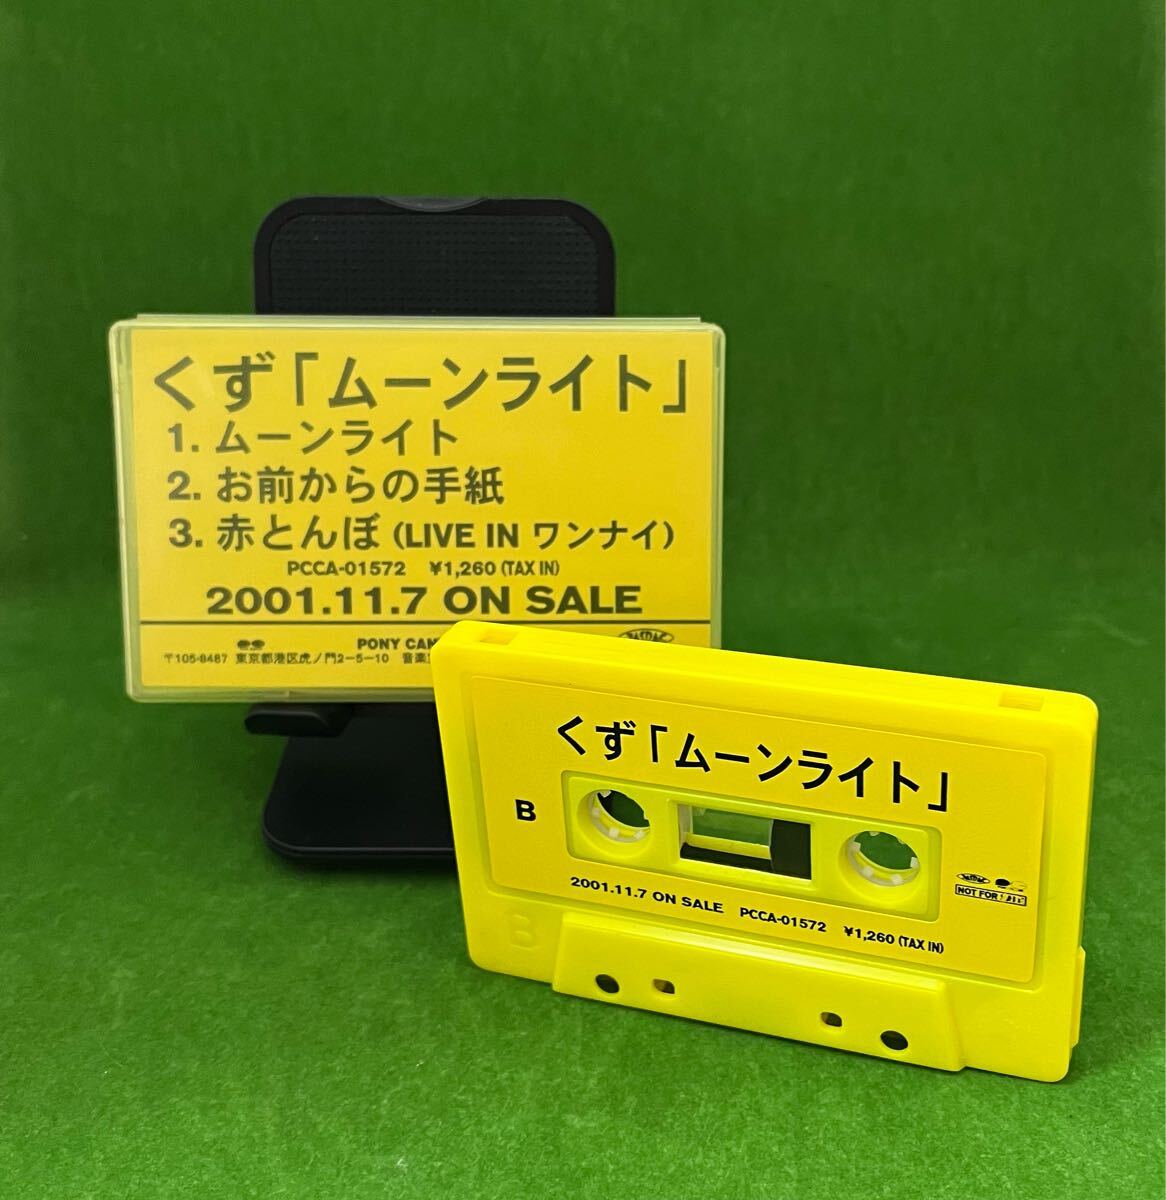 くず「ムーンライト」
1. ムーンライト
2. お前からの手紙
3. 赤とんぼ (LIVE IN ワンナイ)
PCCA-01572 ¥1,260 (TAX IN)
2001.11.7 ON SALE
PONY
〒105-8487 東京都港区虎ノ門2-5-10
くず「ムーンライト」
B
NOT FOR
2001.11.7 ON SALE PCCA-01572 ¥1,260 (TAX IN)
B